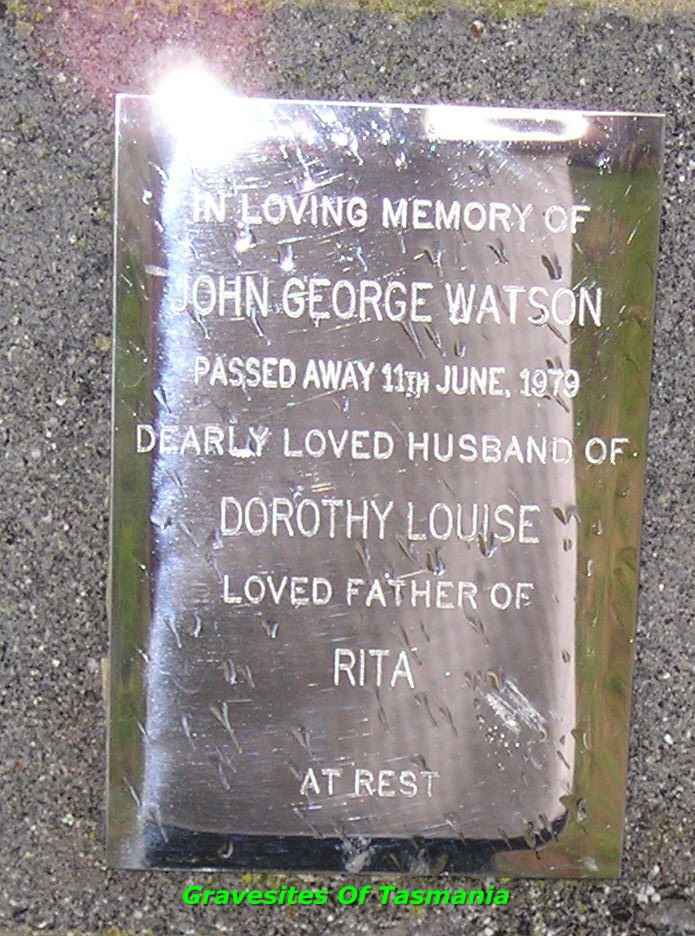 IN LOVING MEMORY OF
JOHN GEORGE WATSON
PASSED AWAY 11TH JUNE, 1979
DEARLY LOVED HUSBAND OF
DOROTHY LOUISE
LOVED FATHER OF
RITA
AT REST
Gravesites Of Tasmania